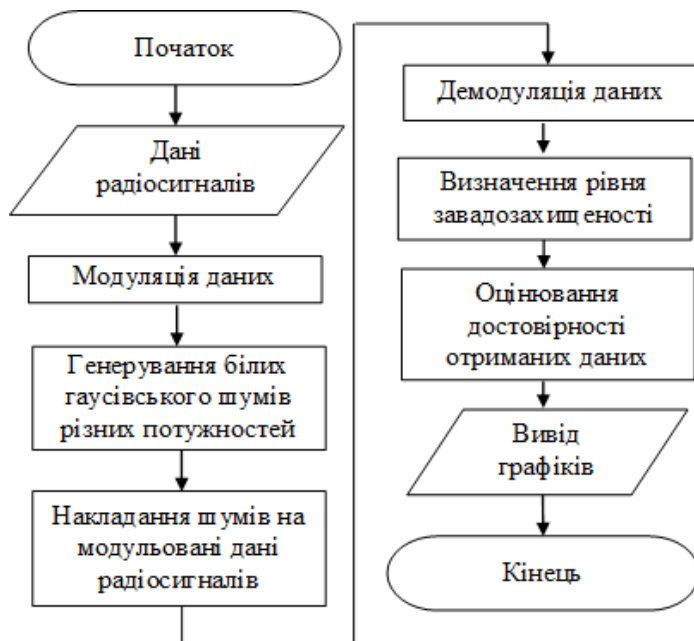 Початок
Дані
радіосигналів
Модуляція даних
Генерування білих
гаусівського шумів
різних потужностей
Накладання шумів на
модульовані дані
радіосигналів
Демодуляція даних
Визначення рівня
завадозахищеності
Оцінювання
достовірності
отриманих даних
Вивід
графіків
Кінець